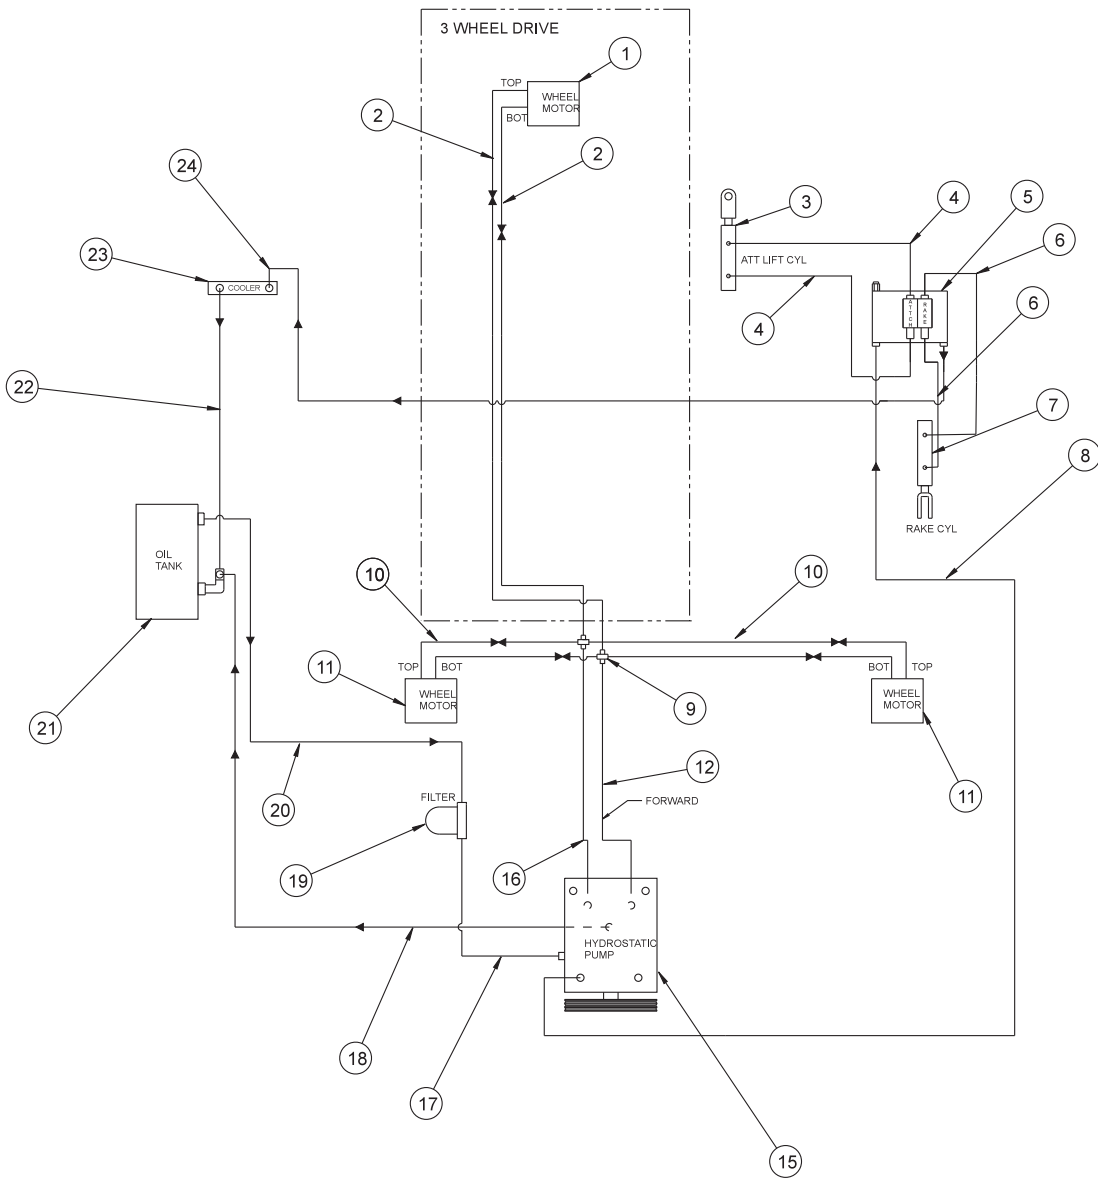 3 WHEEL DRIVE
1
TOP
WHEEL
MOTOR
BOT
2
2
24
3
4
5
23
6
COOLER
ATT LIFT CYL
4
ATTCH
RAKE
6
22
7
8
RAKE CYL
OIL
TANK
10
10
TOP
BOT
BOT
TOP
11
WHEEL
MOTOR
WHEEL
MOTOR
9
21
12
11
FILTER
FORWARD
20
19
16
HYDROSTATIC
PUMP
18
17
15